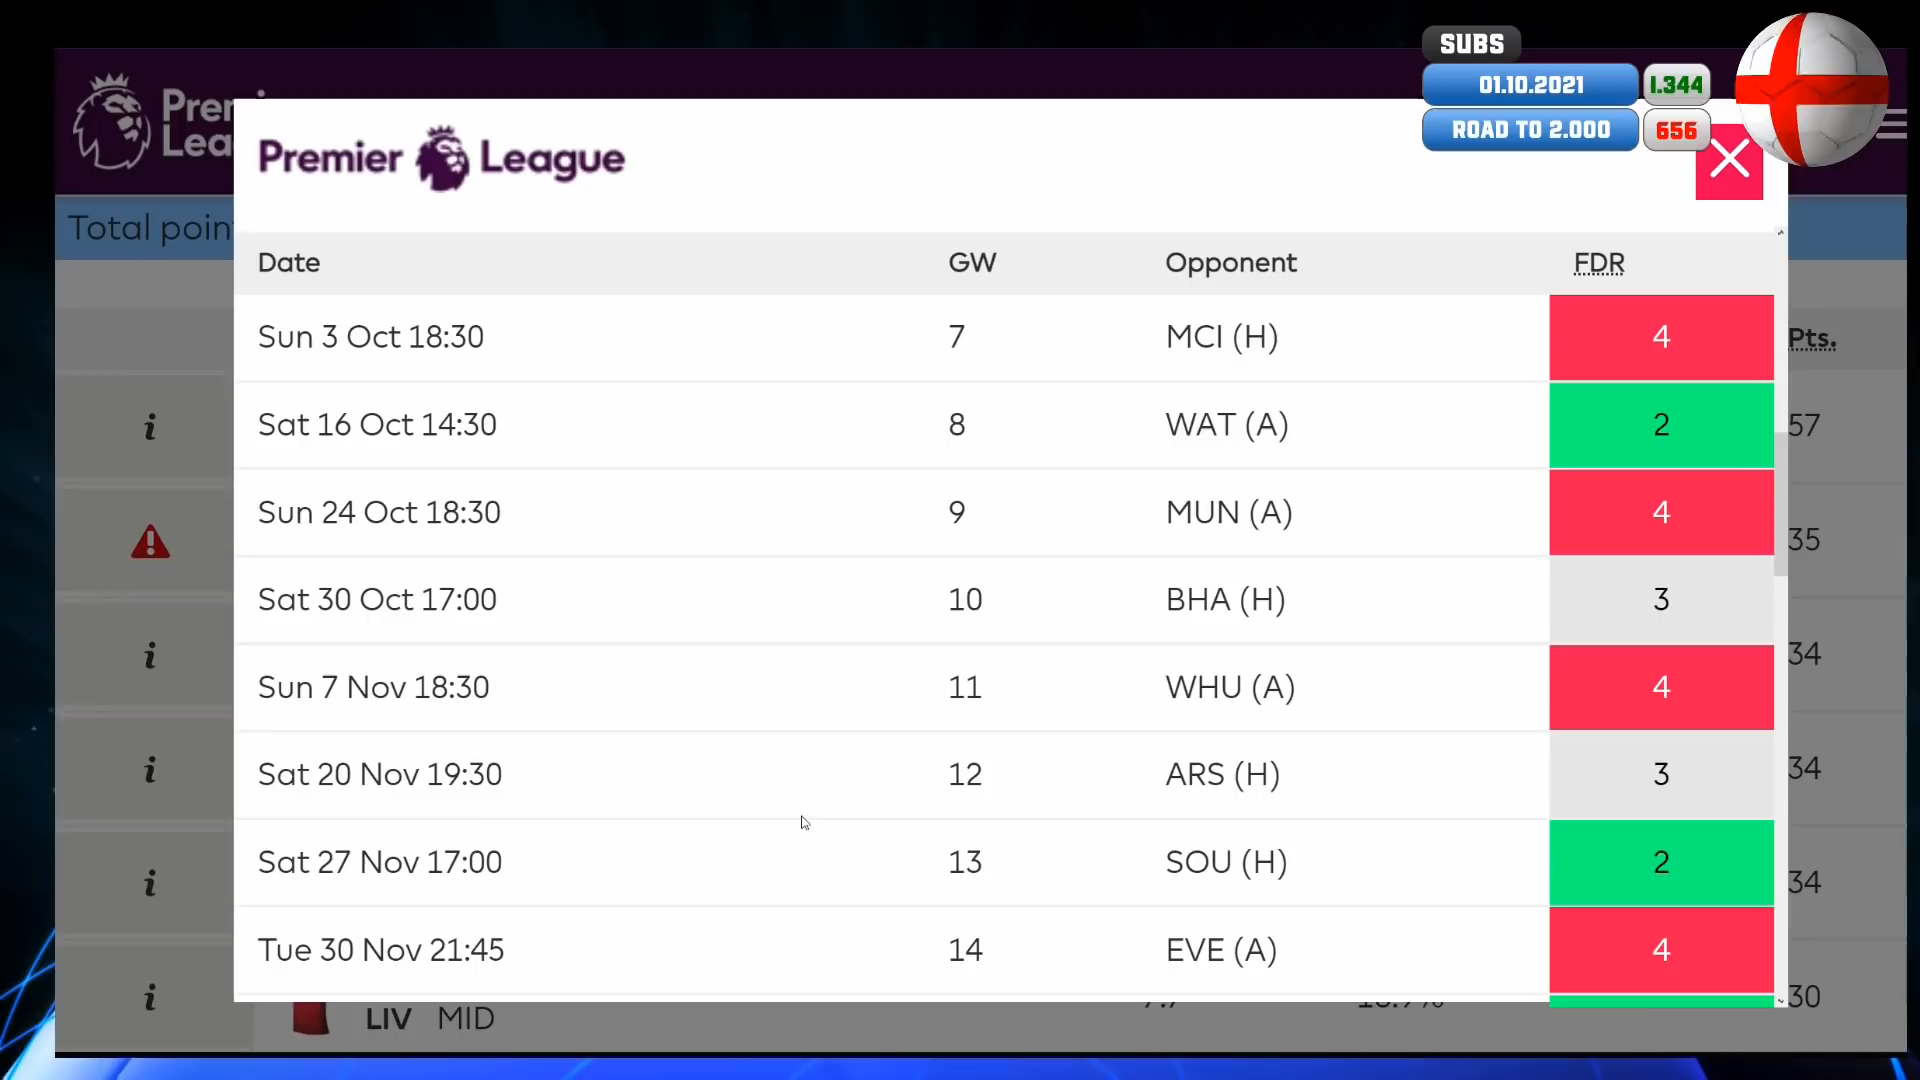 SUBS
01.10.2021 1.344
ROAD TO 2.000 656
Premier League
Total poin
Date GW Opponent FDR
Pts.
Sun 3 Oct 18:30 7 MCI (H) 4
Sat 16 Oct 14:30 8 WAT (A) 2
57
Sun 24 Oct 18:30 9 MUN (A) 4
35
Sat 30 Oct 17:00 10 BHA (H) 3
34
Sun 7 Nov 18:30 11 WHU (A) 4
Sat 20 Nov 19:30 12 ARS (H) 3
34
Sat 27 Nov 17:00 13 SOU (H) 2
34
Tue 30 Nov 21:45 14 EVE (A) 4
30
LIV MID